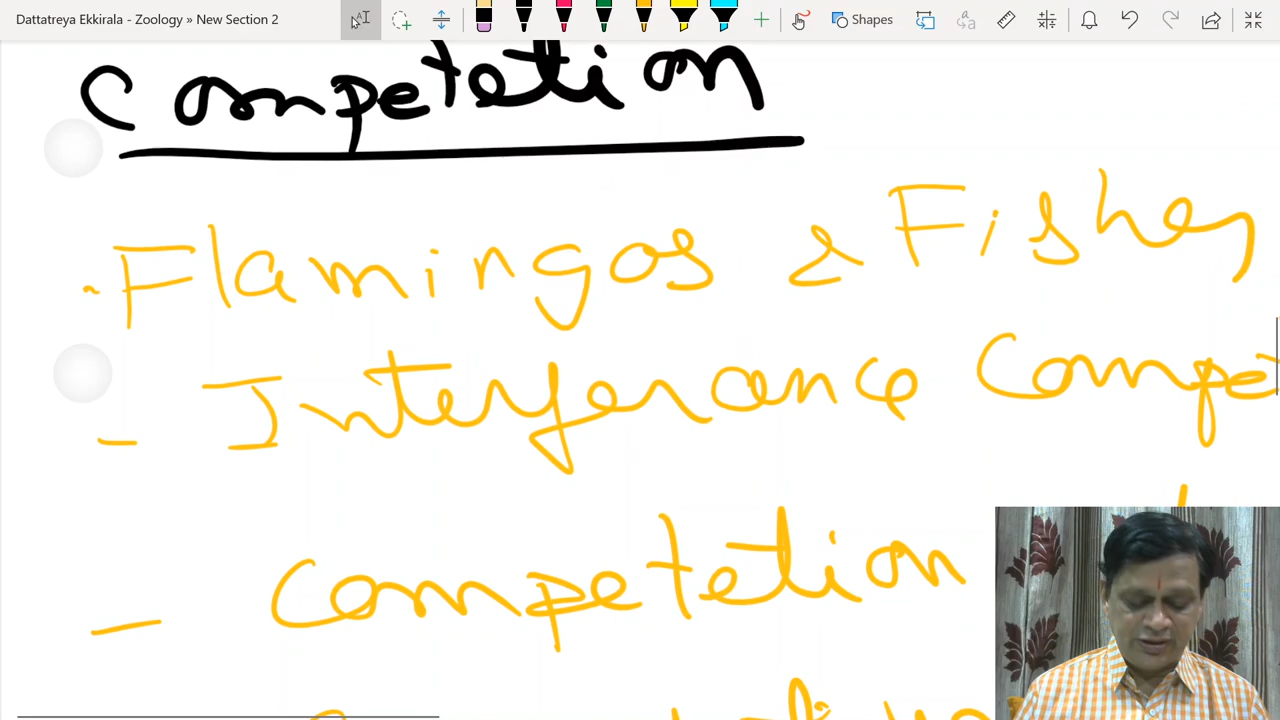 Dattatreya Ekkirala - Zoology » New Section 2
Shapes
Competetion
Flamingos & Fishes
- Interferance Compe
- Competetion